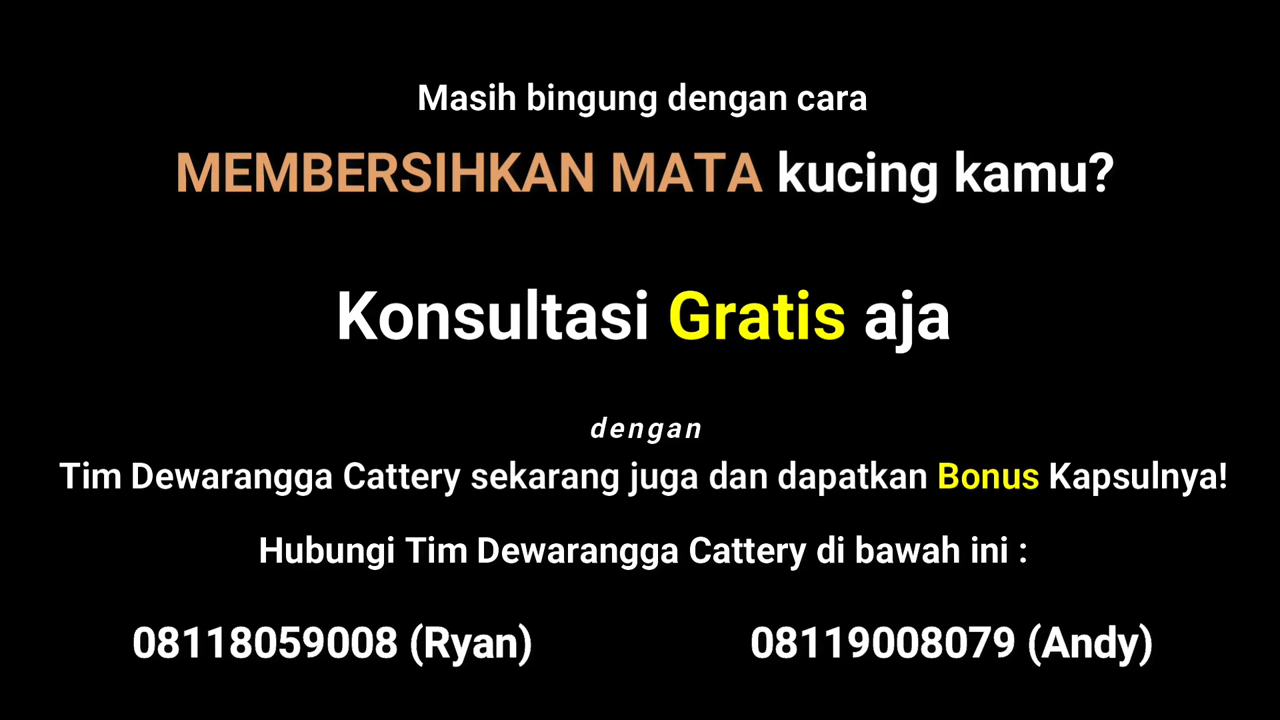 Masih bingung dengan cara
MEMBERSIHKAN MATA kucing kamu?
Konsultasi Gratis aja
dengan
Tim Dewarangga Cattery sekarang juga dan dapatkan Bonus Kapsulnya!
Hubungi Tim Dewarangga Cattery di bawah ini :
08118059008 (Ryan) 08119008079 (Andy)